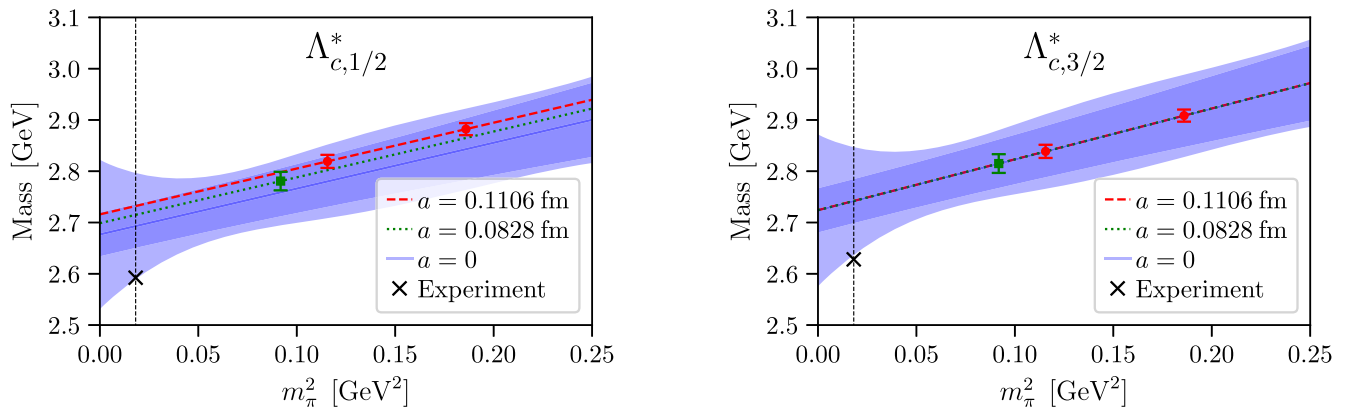 Λ*c,1/2
3.1
3.0
2.9
2.8
2.7
2.6
2.5
Mass [GeV]
a = 0.1106 fm
a = 0.0828 fm
a = 0
Experiment
0.00 0.05 0.10 0.15 0.20 0.25
m²π [GeV²]
Λ*c,3/2
3.1
3.0
2.9
2.8
2.7
2.6
2.5
Mass [GeV]
a = 0.1106 fm
a = 0.0828 fm
a = 0
Experiment
0.00 0.05 0.10 0.15 0.20 0.25
m²π [GeV²]